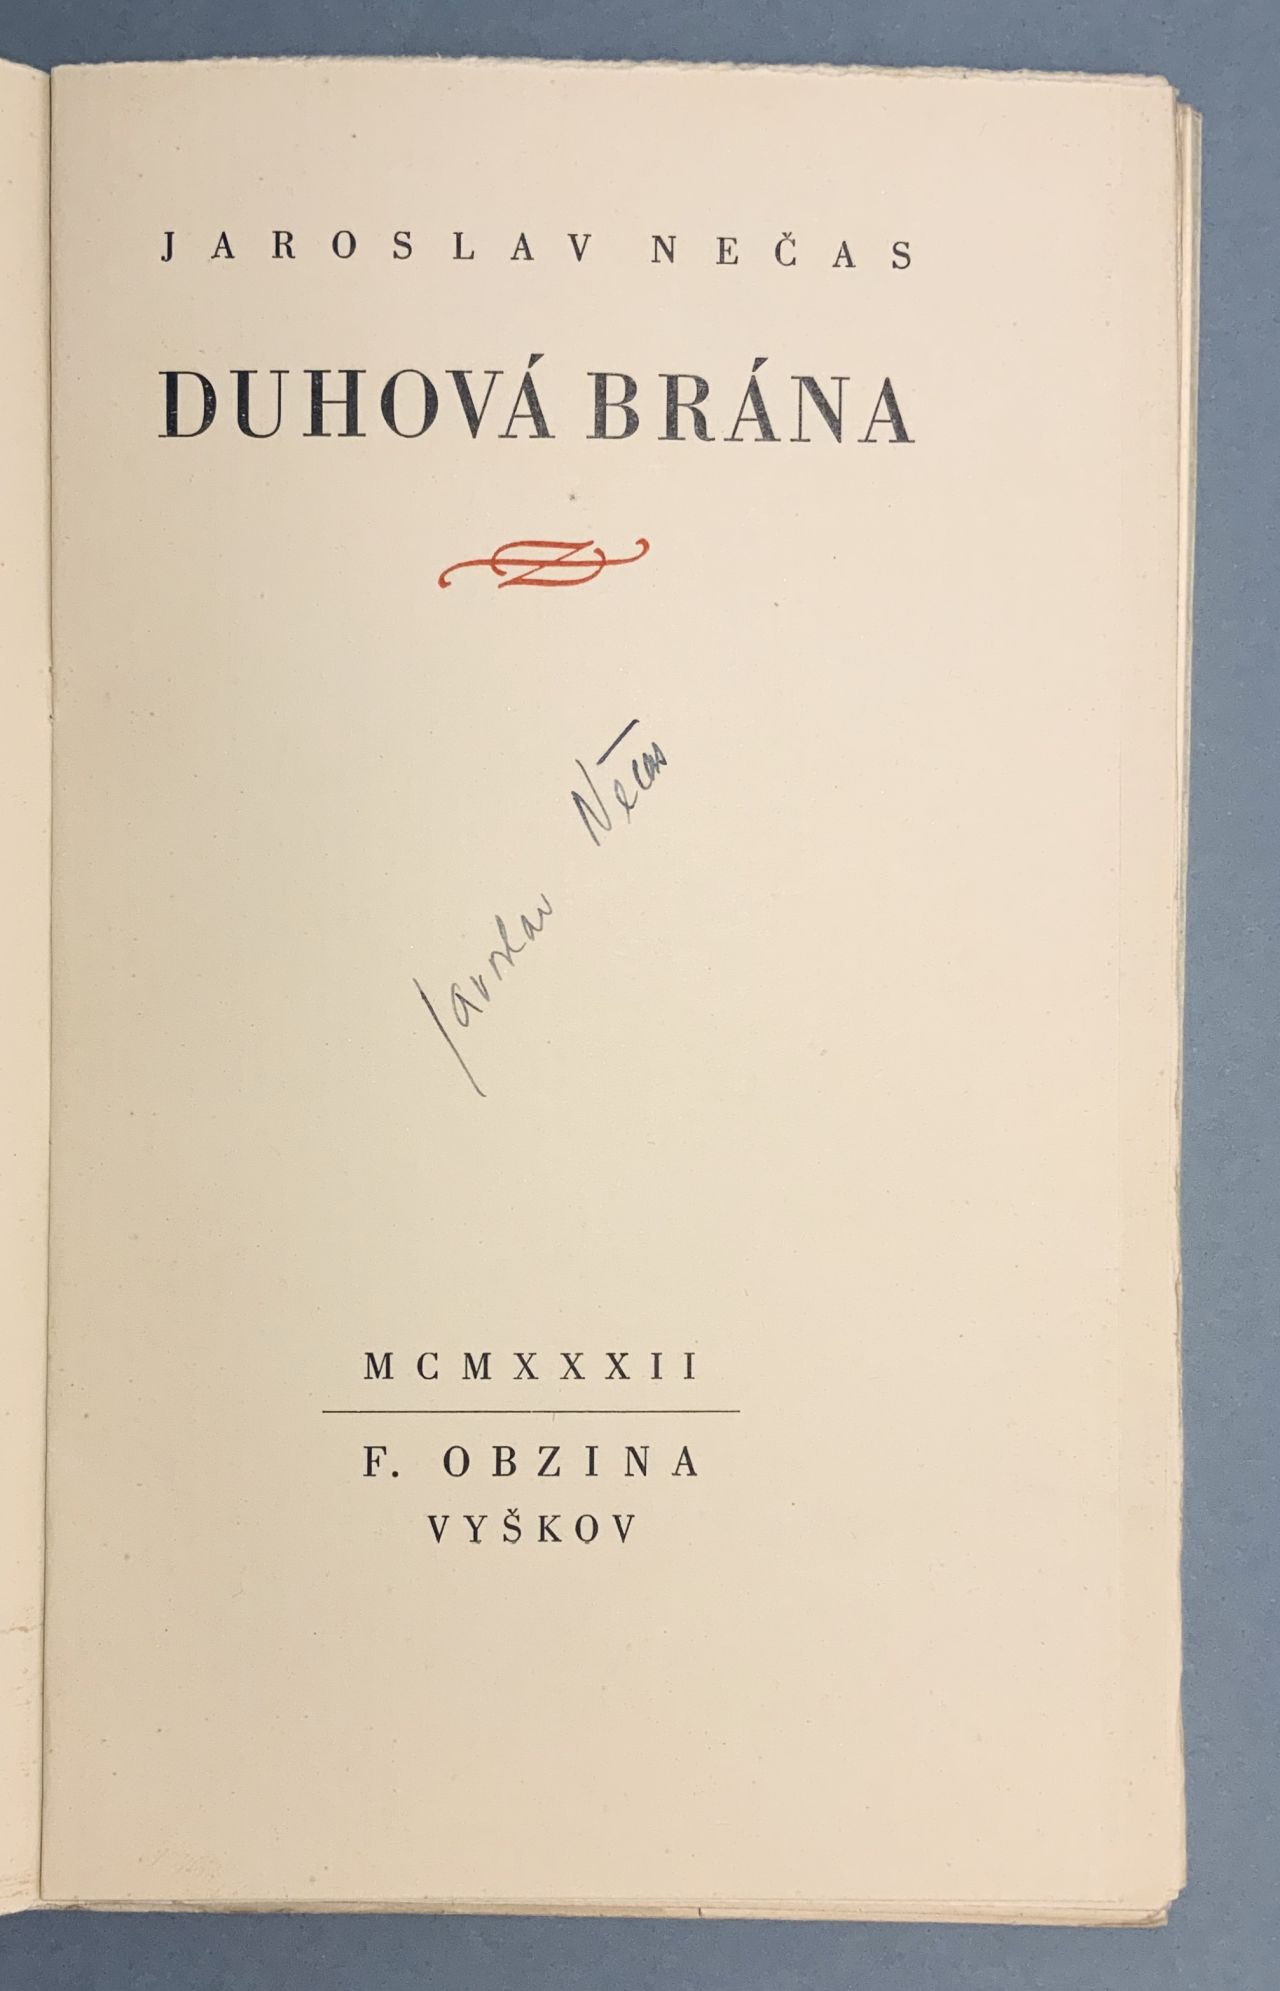 JAROSLAV NEČAS
DUHOVÁ BRÁNA
Jaroslav Nečas
MCMXXXII
F. OBZINA
VYŠKOV